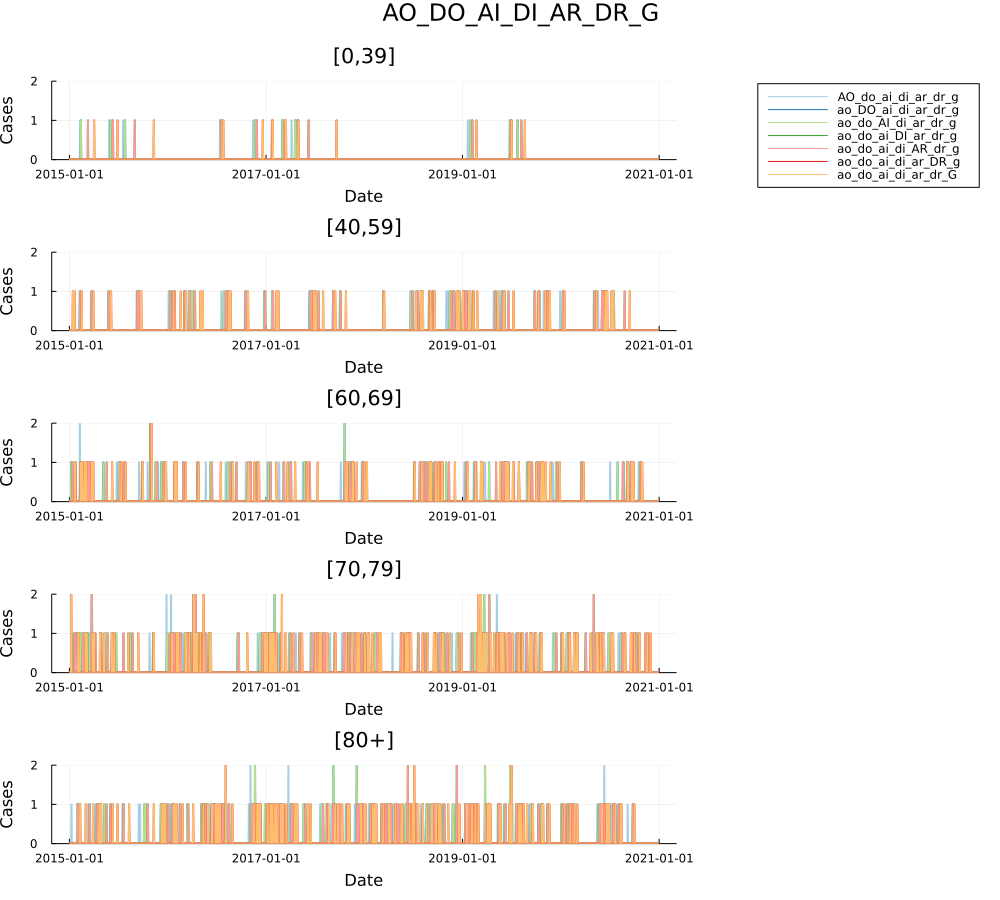 AO_DO_AI_DI_AR_DR_G
[0,39]
Cases
2
1
0
2015-01-01 2017-01-01 2019-01-01 2021-01-01
Date
AO_do_ai_di_ar_dr_g
ao_DO_ai_di_ar_dr_g
ao_do_AI_di_ar_dr_g
ao_do_ai_DI_ar_dr_g
ao_do_ai_di_AR_dr_g
ao_do_ai_di_ar_DR_g
ao_do_ai_di_ar_dr_G
[40,59]
Cases
2
1
0
2015-01-01 2017-01-01 2019-01-01 2021-01-01
Date
[60,69]
Cases
2
1
0
2015-01-01 2017-01-01 2019-01-01 2021-01-01
Date
[70,79]
Cases
2
1
0
2015-01-01 2017-01-01 2019-01-01 2021-01-01
Date
[80+]
Cases
2
1
0
2015-01-01 2017-01-01 2019-01-01 2021-01-01
Date